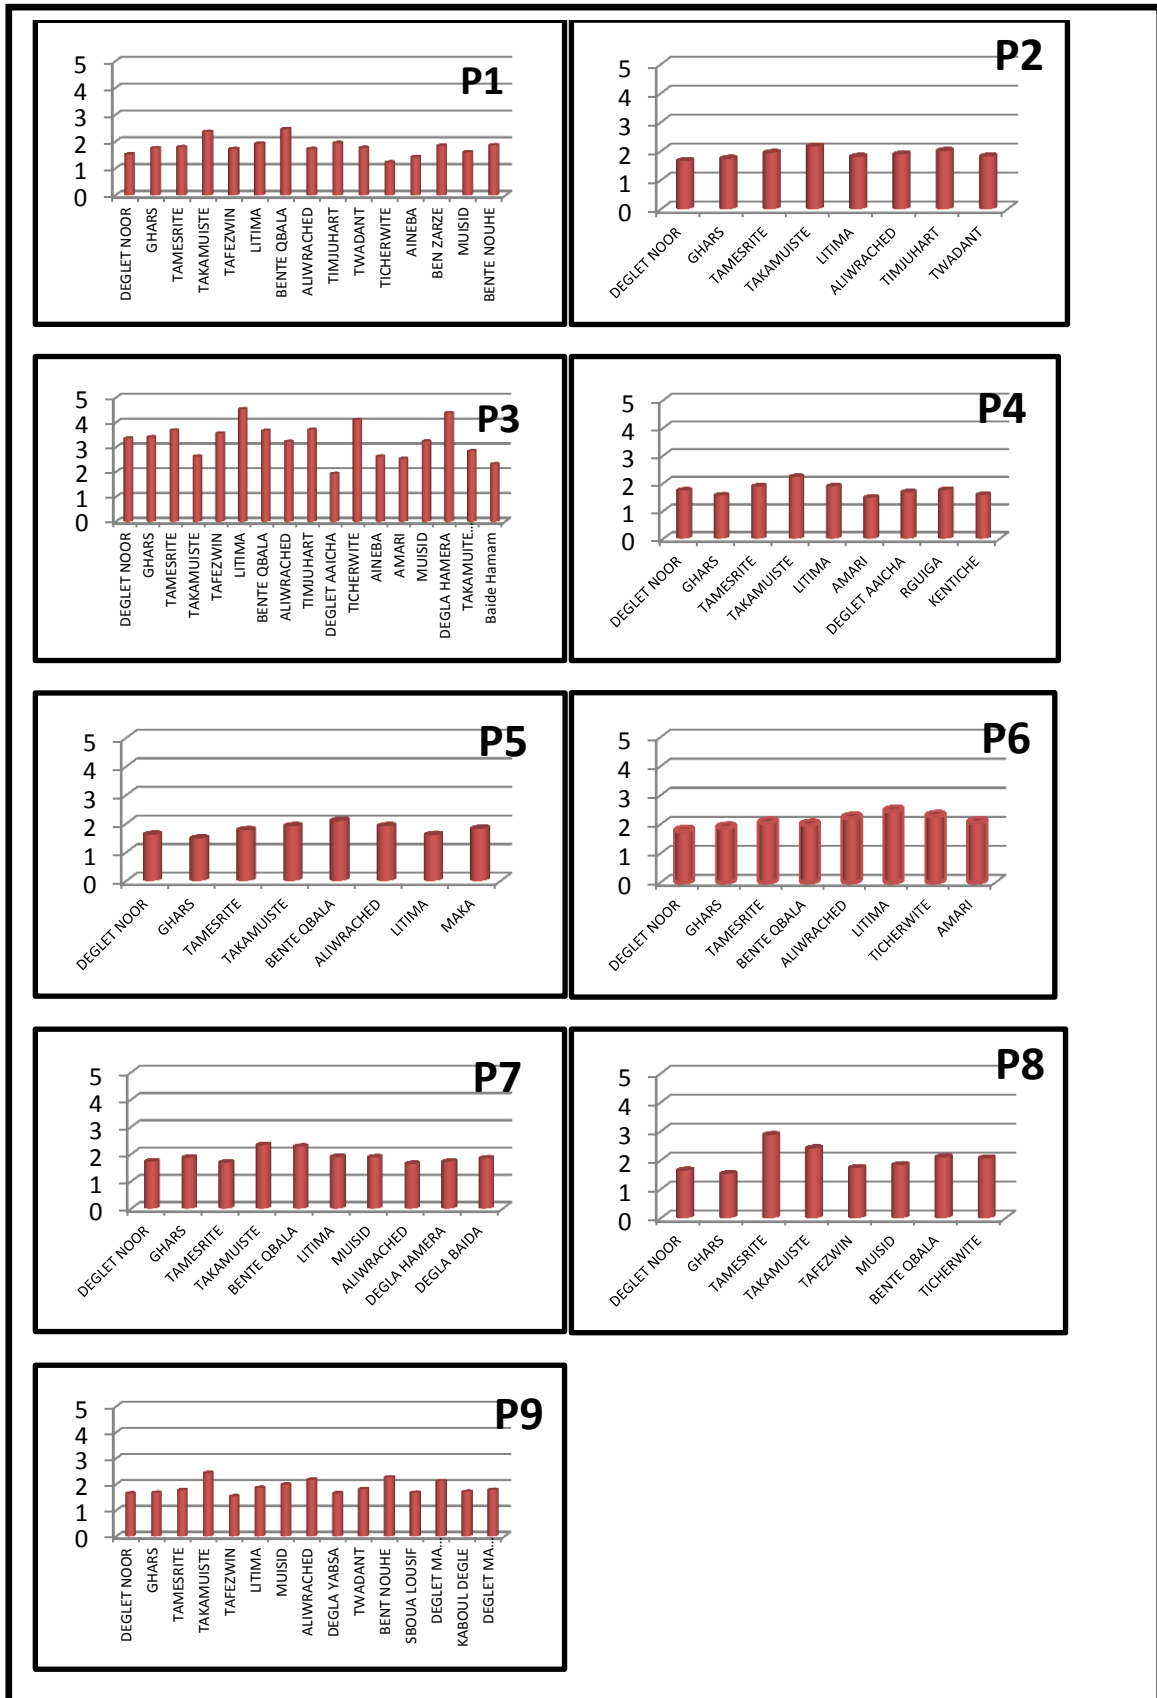 P1
5
4
3
2
1
0
DEGLET NOOR
GHARS
TAMESRITE
TAKAMUISTE
TAFEZWIN
LITIMA
BENTE QBALA
ALIWRACHED
TIMJUHART
TWADANT
TICHERWITE
AINEBA
BEN ZARZE
MUISID
BENTE NOUHE
P2
5
4
3
2
1
0
DEGLET NOOR
GHARS
TAMESRITE
TAKAMUISTE
LITIMA
ALIWRACHED
TIMJUHART
TWADANT
P3
5
4
3
2
1
0
DEGLET NOOR
GHARS
TAMESRITE
TAKAMUISTE
TAFEZWIN
LITIMA
BENTE QBALA
ALIWRACHED
TIMJUHART
DEGLET AAICHA
TICHERWITE
AINEBA
AMARI
MUISID
DEGLA HAMERA
TAKAMUITE...
Baide Hamam
P4
5
4
3
2
1
0
DEGLET NOOR
GHARS
TAMESRITE
TAKAMUISTE
LITIMA
AMARI
DEGLET AAICHA
RGUIGA
KENTICHE
P5
5
4
3
2
1
0
DEGLET NOOR
GHARS
TAMESRITE
TAKAMUISTE
BENTE QBALA
ALIWRACHED
LITIMA
MAKA
P6
5
4
3
2
1
0
DEGLET NOOR
GHARS
TAMESRITE
BENTE QBALA
ALIWRACHED
LITIMA
TICHERWITE
AMARI
P7
5
4
3
2
1
0
DEGLET NOOR
GHARS
TAMESRITE
TAKAMUISTE
BENTE QBALA
LITIMA
MUISID
ALIWRACHED
DEGLA HAMERA
DEGLA BAIDA
P8
5
4
3
2
1
0
DEGLET NOOR
GHARS
TAMESRITE
TAKAMUISTE
TAFEZWIN
MUISID
BENTE QBALA
TICHERWITE
P9
5
4
3
2
1
0
DEGLET NOOR
GHARS
TAMESRITE
TAKAMUISTE
TAFEZWIN
LITIMA
MUISID
ALIWRACHED
DEGLA YABSA
TWADANT
BENT NOUHE
SBOUA LOUSIF
DEGLET MA...
KABOUL DEGLE
DEGLET MA...